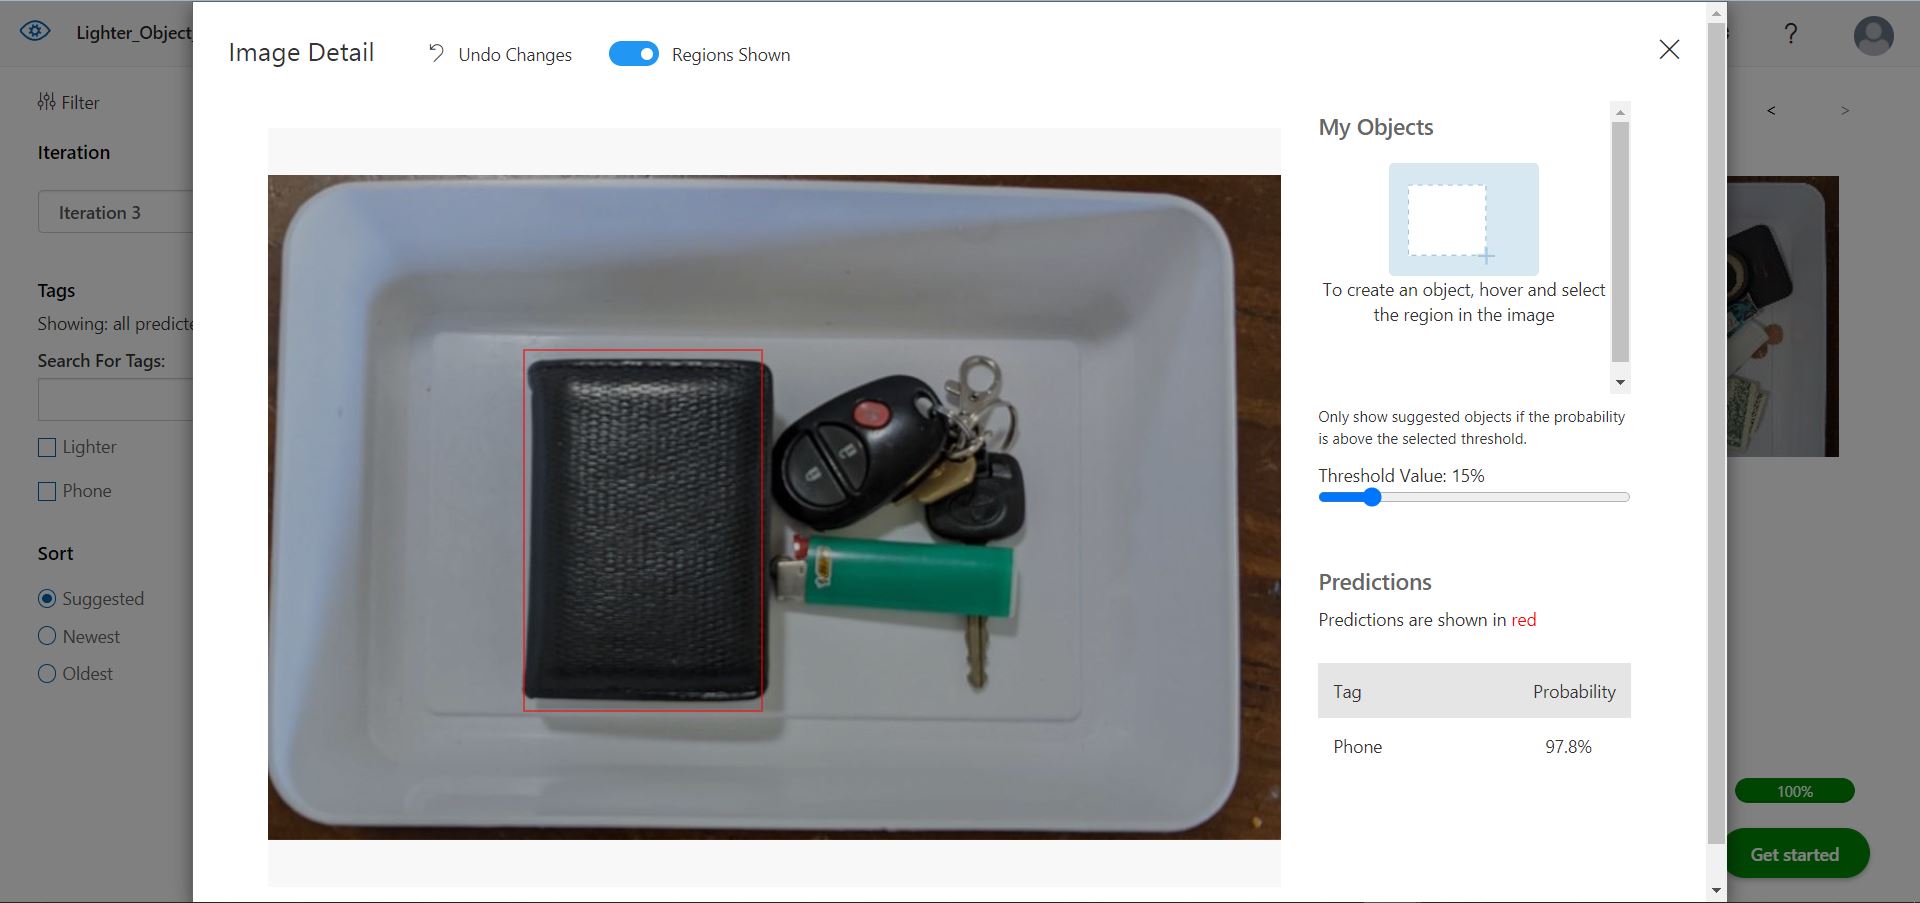 Lighter_Object_
Image Detail
Undo Changes
Regions Shown
?
Filter
Iteration
Iteration 3
Tags
Showing: all predicte
Search For Tags:
Lighter
Phone
Sort
Suggested
Newest
Oldest
My Objects
To create an object, hover and select
the region in the image
Only show suggested objects if the probability
is above the selected threshold.
Threshold Value: 15%
Predictions
Predictions are shown in red
Tag Probability
Phone 97.8%
< >
100%
Get started